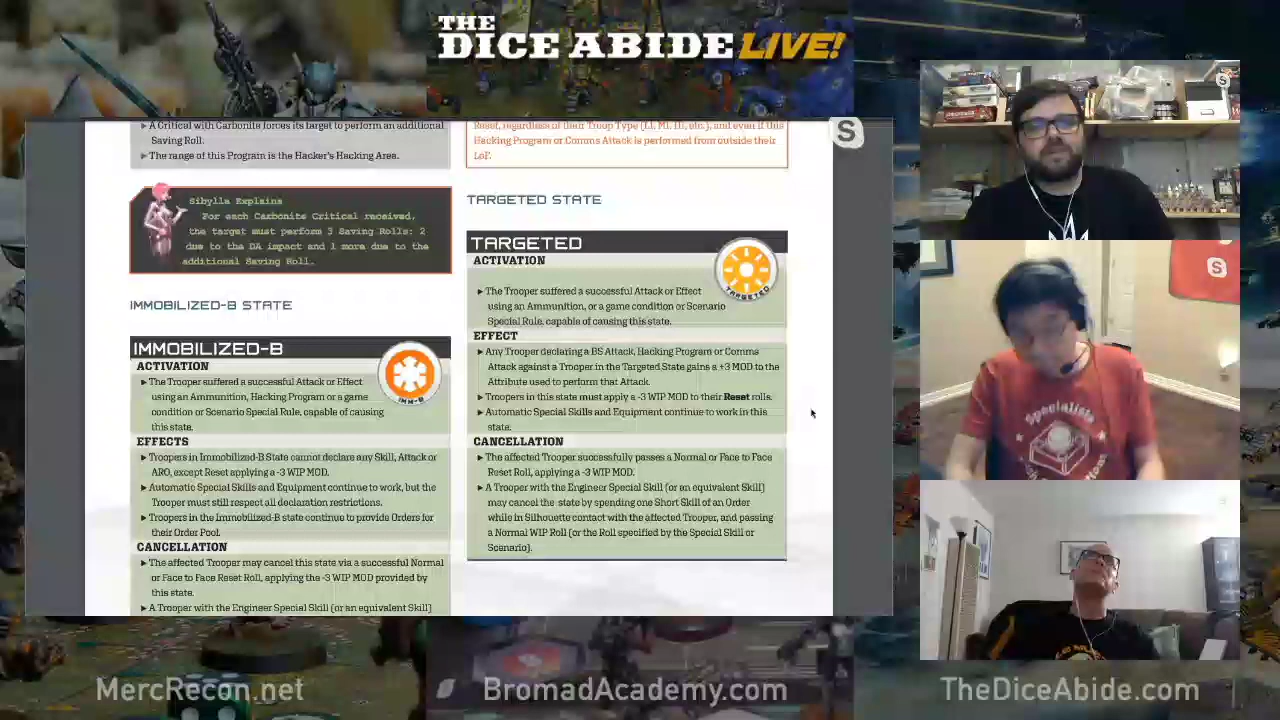 THE
DICE ABIDE LIVE!
▸ A Critical with Carbonite forces its target to perform an additional
Saving Roll.
▸ The range of this Program is the Hacker's Hacking Area.
Sibylla Explains
For each Carbonite Critical received,
the target must perform 3 Saving Rolls: 2
due to the DA impact and 1 more due to the
additional Saving Roll.
IMMOBILIZED-B STATE
IMMOBILIZED-B
ACTIVATION
▸ The Trooper suffered a successful Attack or Effect
using an Ammunition, Hacking Program or a game
condition or Scenario Special Rule, capable of causing
this state.
IMM-B
EFFECTS
▸ Troopers in Immobilized-B State cannot declare any Skill, Attack or
ARO, except Reset applying a -3 WIP MOD.
▸ Automatic Special Skills and Equipment continue to work, but the
Trooper must still respect all declaration restrictions.
▸ Troopers in the Immobilized-B state continue to provide Orders for
their Order Pool.
CANCELLATION
▸ The affected Trooper may cancel this state via a successful Normal
or Face to Face Reset Roll, applying the -3 WIP MOD provided by
this state.
▸ A Trooper with the Engineer Special Skill (or an equivalent Skill)
Reset, regardless of their Troop Type (LI, MI, HI, etc.), and even if this
Hacking Program or Comms Attack is performed from outside their
LoF.
TARGETED STATE
TARGETED
ACTIVATION
▸ The Trooper suffered a successful Attack or Effect
using an Ammunition, or a game condition or Scenario
Special Rule, capable of causing this state.
TARGETED
EFFECT
▸ Any Trooper declaring a BS Attack, Hacking Program or Comms
Attack against a Trooper in the Targeted State gains a +3 MOD to the
Attribute used to perform that Attack.
▸ Troopers in this state must apply a -3 WIP MOD to their Reset rolls.
▸ Automatic Special Skills and Equipment continue to work in this
state.
CANCELLATION
▸ The affected Trooper successfully passes a Normal or Face to Face
Reset Roll, applying a -3 WIP MOD.
▸ A Trooper with the Engineer Special Skill (or an equivalent Skill)
may cancel the state by spending one Short Skill of an Order
while in Silhouette contact with the affected Trooper, and passing
a Normal WIP Roll (or the Roll specified by the Special Skill or
Scenario).
S
S
S
Specialists
MercRecon.net
BromadAcademy.com
TheDiceAbide.com